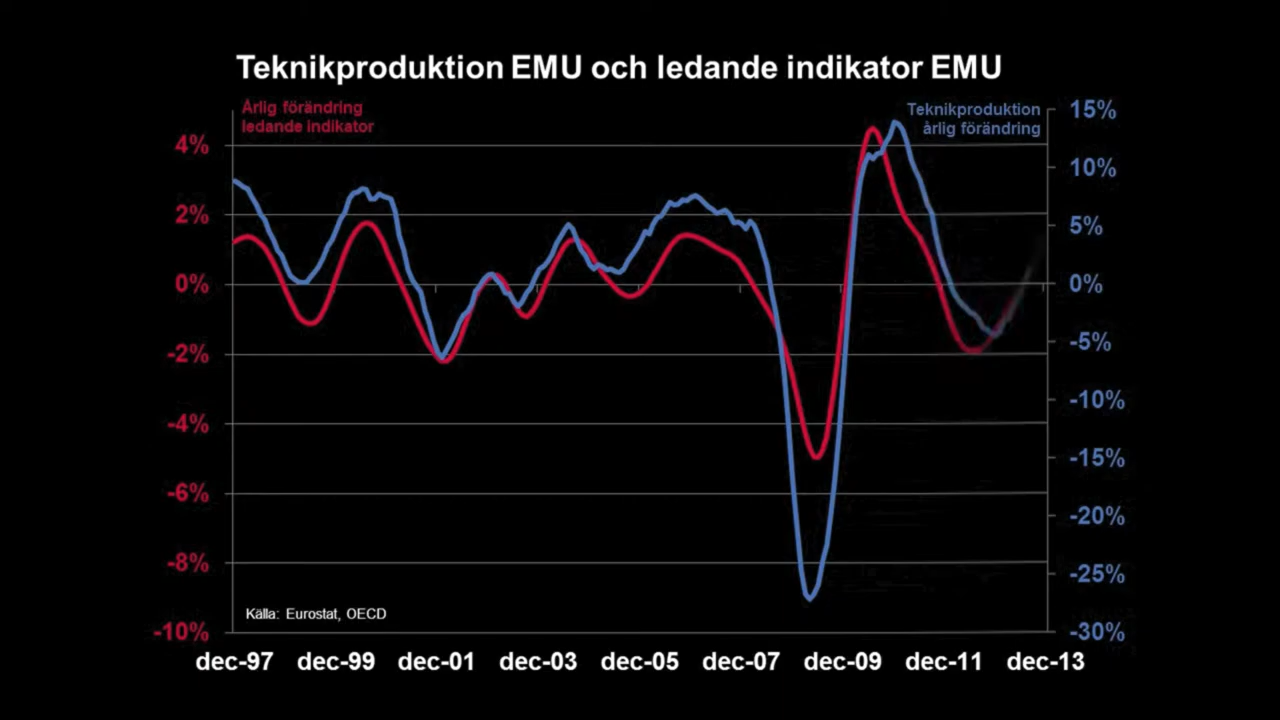 Teknikproduktion EMU och ledande indikator EMU
Årlig förändring
ledande indikator
Teknikproduktion
årlig förändring
4%
2%
0%
-2%
-4%
-6%
-8%
-10%
15%
10%
5%
0%
-5%
-10%
-15%
-20%
-25%
-30%
Källa: Eurostat, OECD
dec-97 dec-99 dec-01 dec-03 dec-05 dec-07 dec-09 dec-11 dec-13